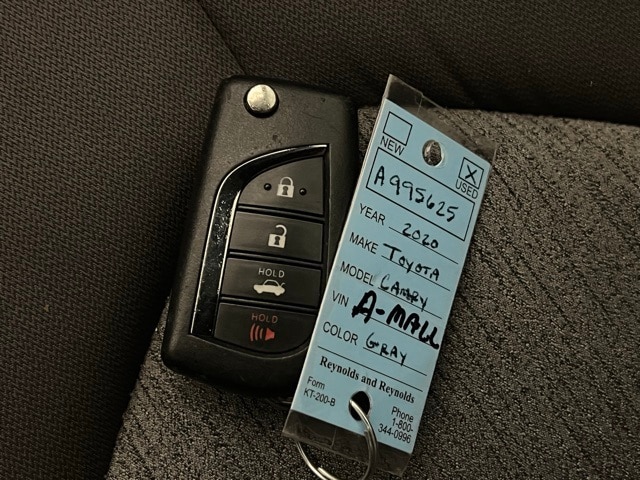 HOLD
HOLD
NEW
X
USED
A995625
YEAR 2020
MAKE TOYOTA
MODEL CAMRY
VIN A-MALL
COLOR GRAY
Reynolds and Reynolds
Form
KT-200-B
Phone
1-800-
344-0996